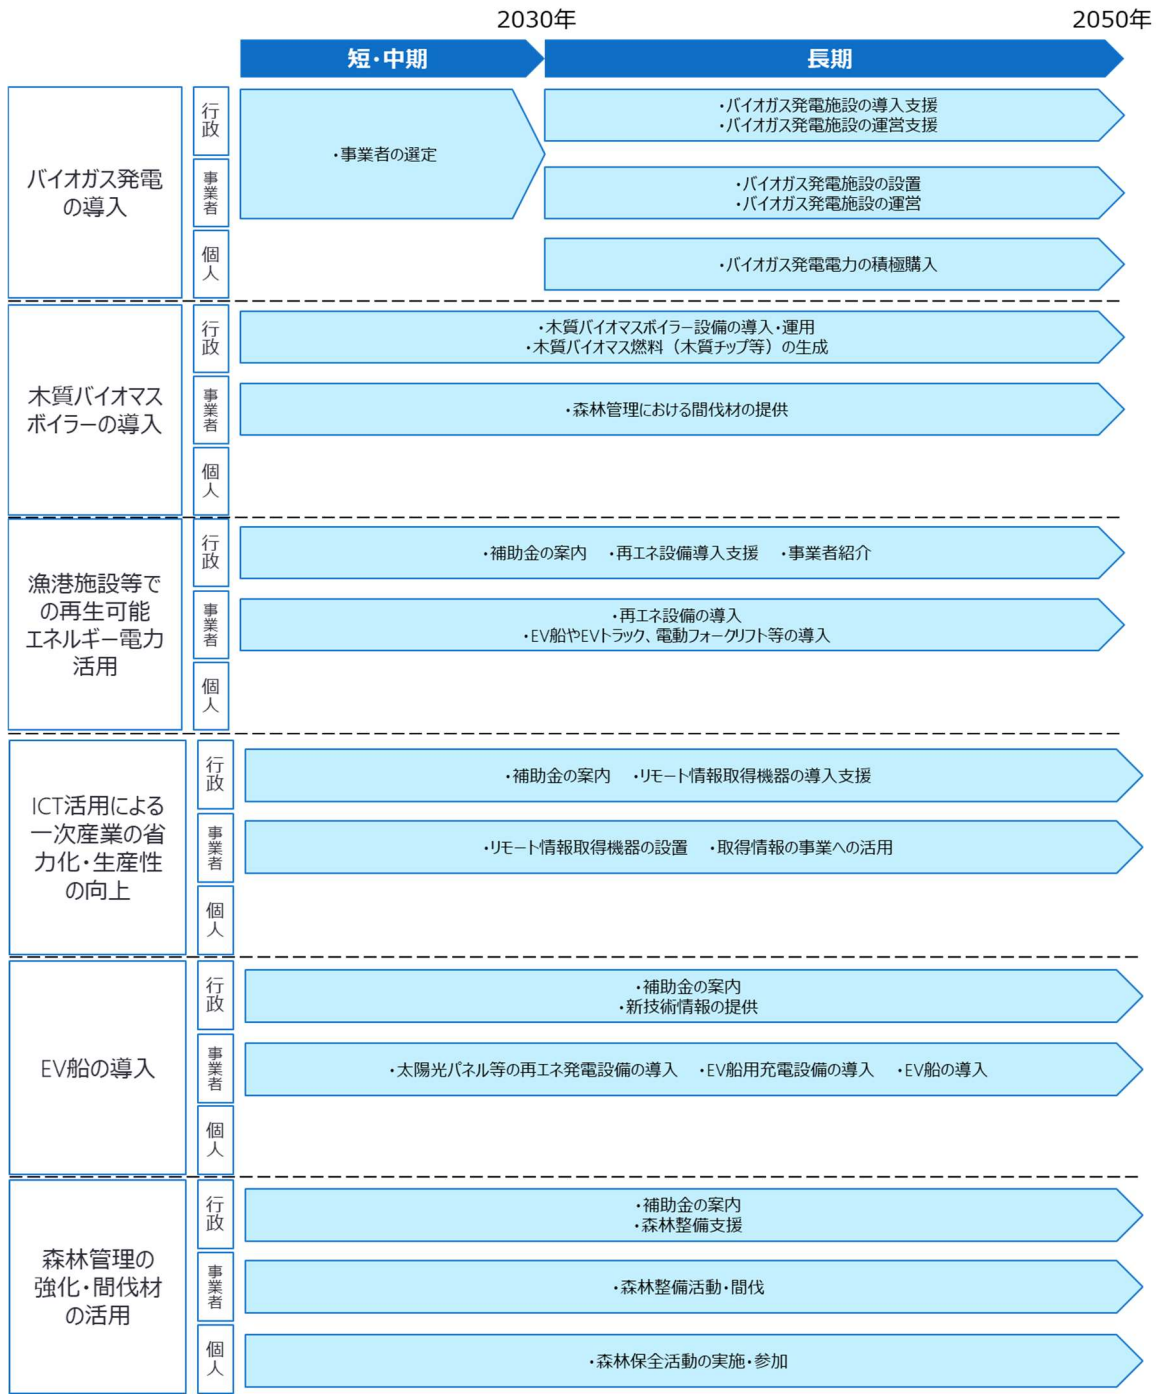 2030年
2050年
短・中期
長期
バイオガス発電
の導入
行政
・事業者の選定
・バイオガス発電施設の導入支援
・バイオガス発電施設の運営支援
事業者
・バイオガス発電施設の設置
・バイオガス発電施設の運営
個人
・バイオガス発電電力の積極購入
木質バイオマス
ボイラーの導入
行政
・木質バイオマスボイラー設備の導入・運用
・木質バイオマス燃料（木質チップ等）の生成
事業者
・森林管理における間伐材の提供
個人
漁港施設等で
の再生可能
エネルギー電力
活用
行政
・補助金の案内 ・再エネ設備導入支援 ・事業者紹介
事業者
・再エネ設備の導入
・EV船やEVトラック、電動フォークリフト等の導入
個人
ICT活用による
一次産業の省
力化・生産性
の向上
行政
・補助金の案内 ・リモート情報取得機器の導入支援
事業者
・リモート情報取得機器の設置 ・取得情報の事業への活用
個人
EV船の導入
行政
・補助金の案内
・新技術情報の提供
事業者
・太陽光パネル等の再エネ発電設備の導入 ・EV船用充電設備の導入 ・EV船の導入
個人
森林管理の
強化・間伐材
の活用
行政
・補助金の案内
・森林整備支援
事業者
・森林整備活動・間伐
個人
・森林保全活動の実施・参加